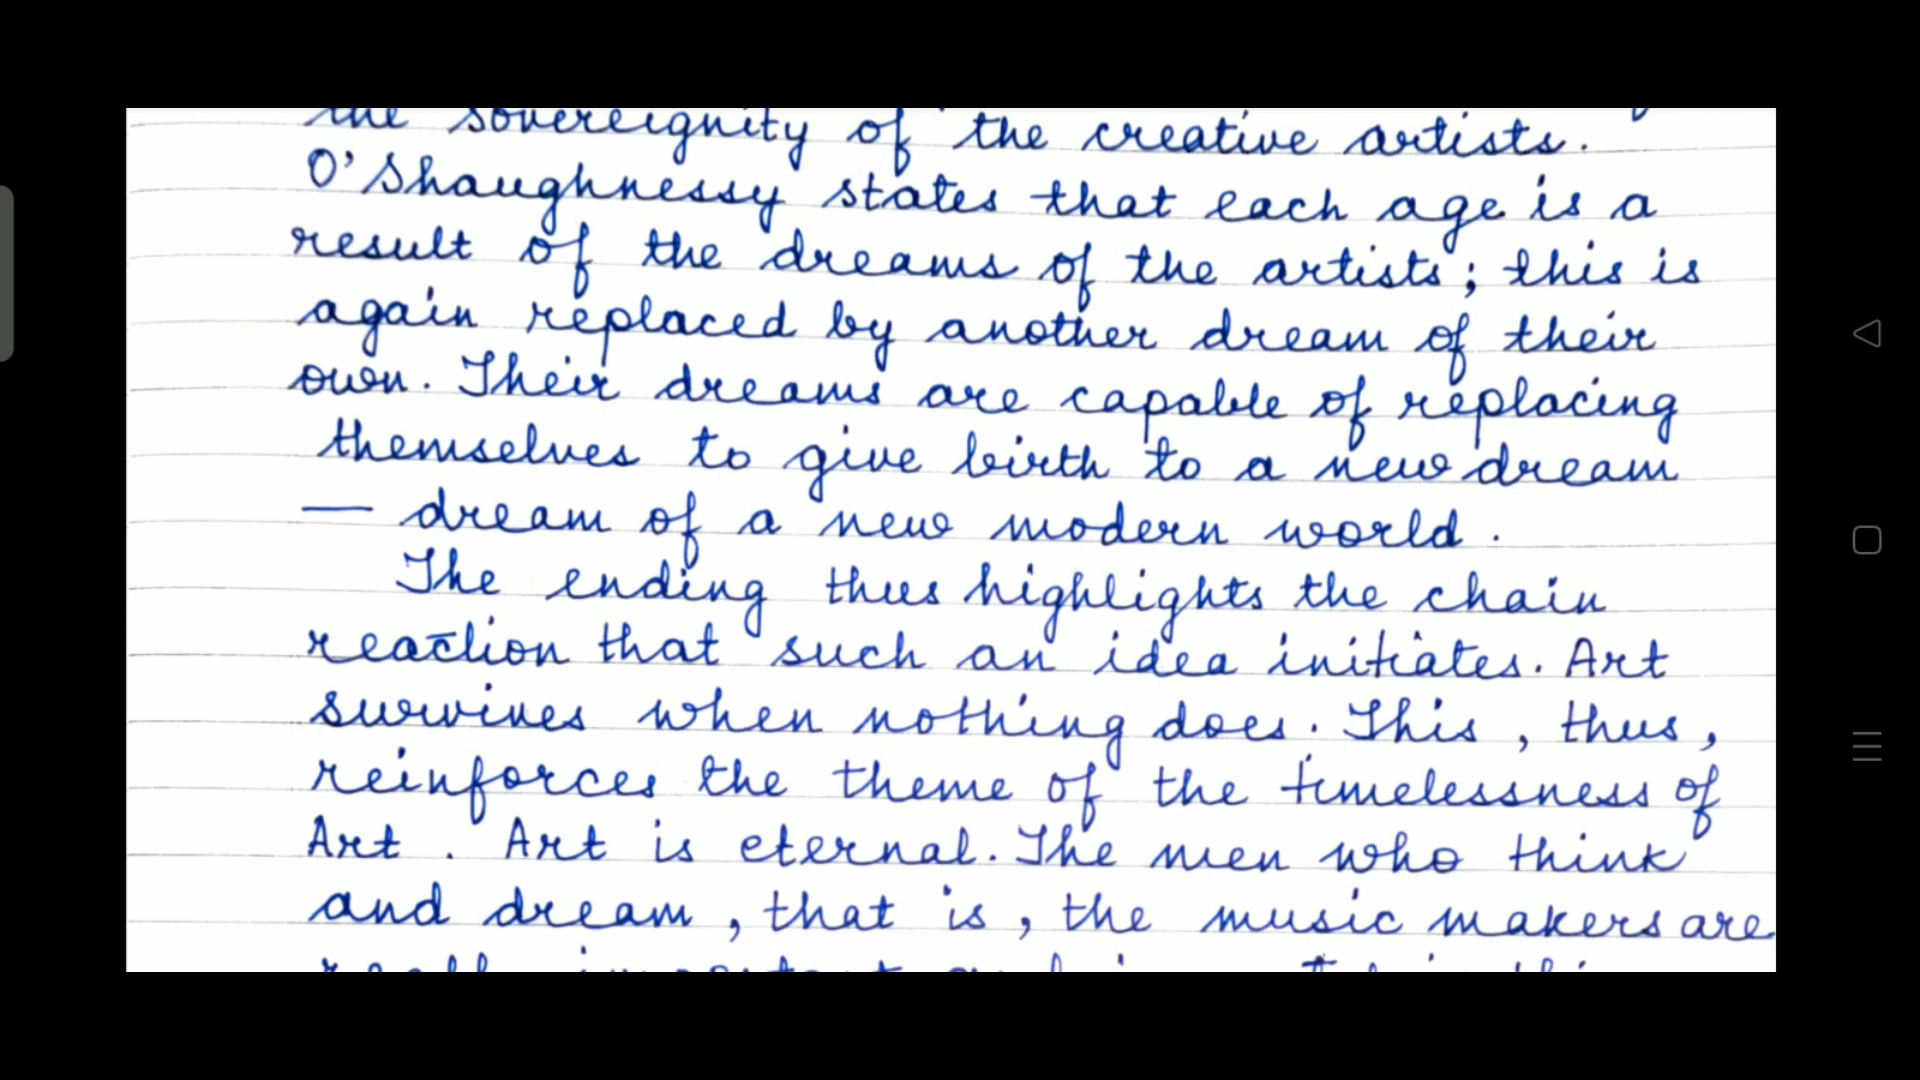 the sovereignity of the creative artists.
O'Shaughnessy states that each age is a
result of the dreams of the artists; this is
again replaced by another dream of their
own. Their dreams are capable of replacing
themselves to give birth to a new dream
— dream of a new modern world.
The ending thus highlights the chain
reaction that such an idea initiates. Art
survives when nothing does. This, thus,
reinforces the theme of the timelessness of
Art. Art is eternal. The men who think
and dream, that is, the music makers are